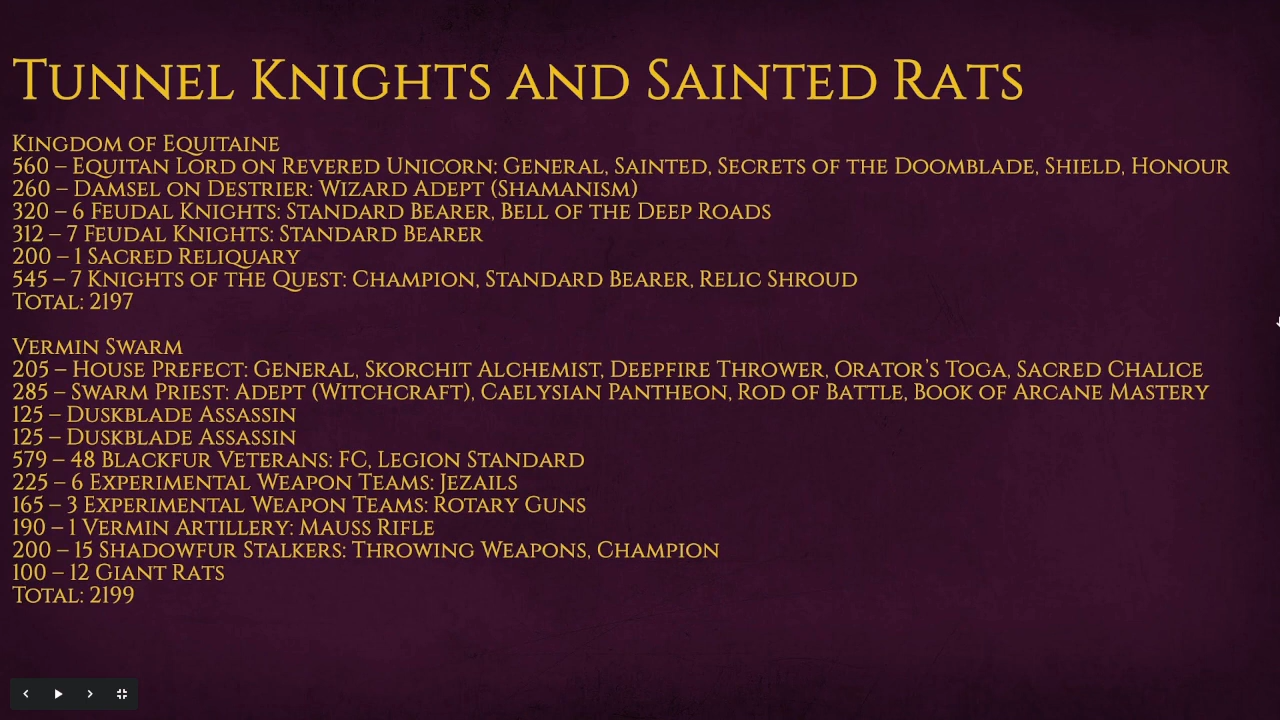 Tunnel Knights and Sainted Rats
Kingdom of Equitaine
560 – Equitan Lord on Revered Unicorn: General, Sainted, Secrets of the Doomblade, Shield, Honour
260 – Damsel on Destrier: Wizard Adept (Shamanism)
320 – 6 Feudal Knights: Standard Bearer, Bell of the Deep Roads
312 – 7 Feudal Knights: Standard Bearer
200 – 1 Sacred Reliquary
545 – 7 Knights of the Quest: Champion, Standard Bearer, Relic Shroud
Total: 2197
Vermin Swarm
205 – House Prefect: General, Skorchit Alchemist, Deepfire Thrower, Orator's Toga, Sacred Chalice
285 – Swarm Priest: Adept (Witchcraft), Caelysian Pantheon, Rod of Battle, Book of Arcane Mastery
125 – Duskblade Assassin
125 – Duskblade Assassin
579 – 48 Blackfur Veterans: FC, Legion Standard
225 – 6 Experimental Weapon Teams: Jezails
165 – 3 Experimental Weapon Teams: Rotary Guns
190 – 1 Vermin Artillery: Mauss Rifle
200 – 15 Shadowfur Stalkers: Throwing Weapons, Champion
100 – 12 Giant Rats
Total: 2199